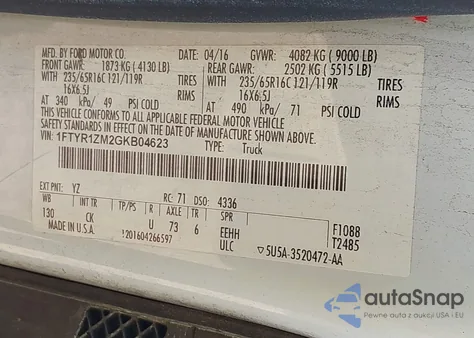 MFD. BY FORD MOTOR CO. DATE: 04/16 GVWR: 4082 KG ( 9000 LB)
FRONT GAWR: 1873 KG ( 4130 LB) REAR GAWR: 2502 KG ( 5515 LB)
WITH 235/65R16C 121/119R TIRES WITH 235/65R16C 121/119R TIRES
16X6.5J RIMS 16X6.5J RIMS
AT 340 kPa/ 49 PSI COLD AT 490 kPa/ 71 PSI COLD
THIS VEHICLE CONFORMS TO ALL APPLICABLE FEDERAL MOTOR VEHICLE
SAFETY STANDARDS IN EFFECT ON THE DATE OF MANUFACTURE SHOWN ABOVE.
VIN: 1FTYR1ZM2GKB04623 TYPE: Truck
EXT PNT: YZ RC: 71 DSO: 4336
WB INT TR TP/PS R AXLE TR SPR
130 CK U 73 6 EEHH F1088
MADE IN U.S.A. 201604266597 ULC T2485
5U5A-3520472-AA
autoSnap
Pewne auto z USA i EU